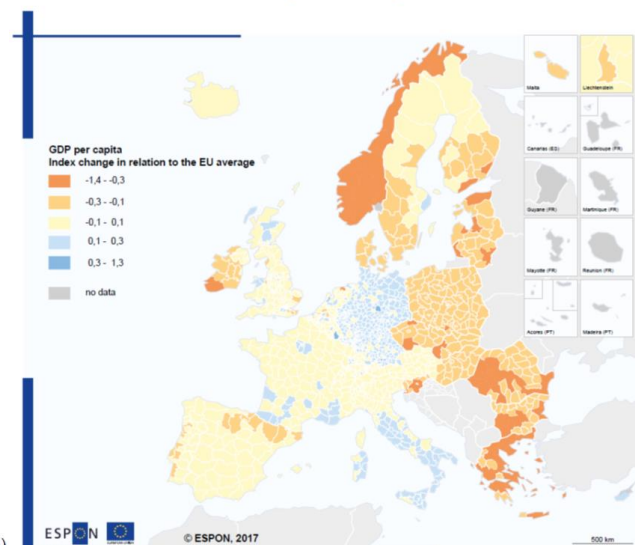 GDP per capita
Index change in relation to the EU average
-1,4 - -0,3
-0,3 - -0,1
-0,1 - 0,1
0,1 - 0,3
0,3 - 1,3
no data
Malta
Liechtenstein
Canarias (ES)
Guadeloupe (FR)
Guyane (FR)
Martinique (FR)
Mayotte (FR)
Reunion (FR)
Acores (PT)
Madeira (PT)
ESPON
© ESPON, 2017
500 km
)